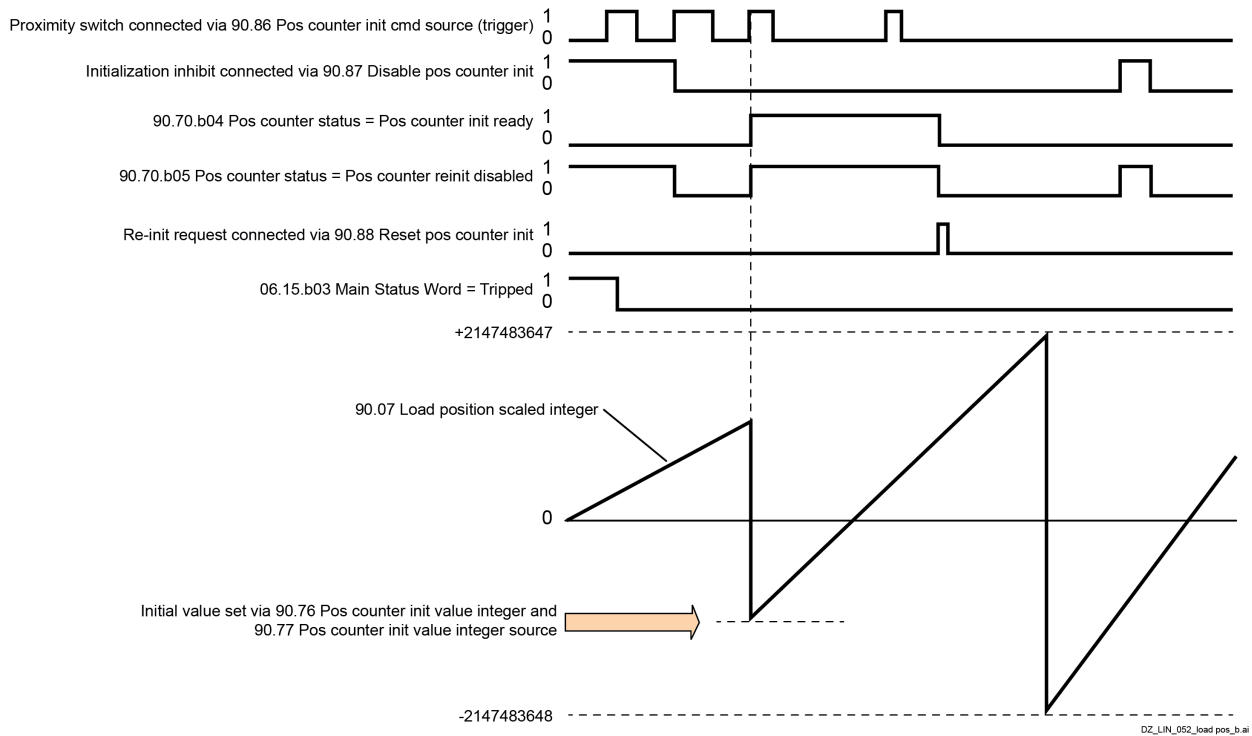 Proximity switch connected via 90.86 Pos counter init cmd source (trigger) 1
0
Initialization inhibit connected via 90.87 Disable pos counter init 1
0
90.70.b04 Pos counter status = Pos counter init ready 1
0
90.70.b05 Pos counter status = Pos counter reinit disabled 1
0
Re-init request connected via 90.88 Reset pos counter init 1
0
06.15.b03 Main Status Word = Tripped 1
0
+2147483647
90.07 Load position scaled integer
0
Initial value set via 90.76 Pos counter init value integer and
90.77 Pos counter init value integer source
-2147483648
DZ_LIN_052_load pos_b.ai